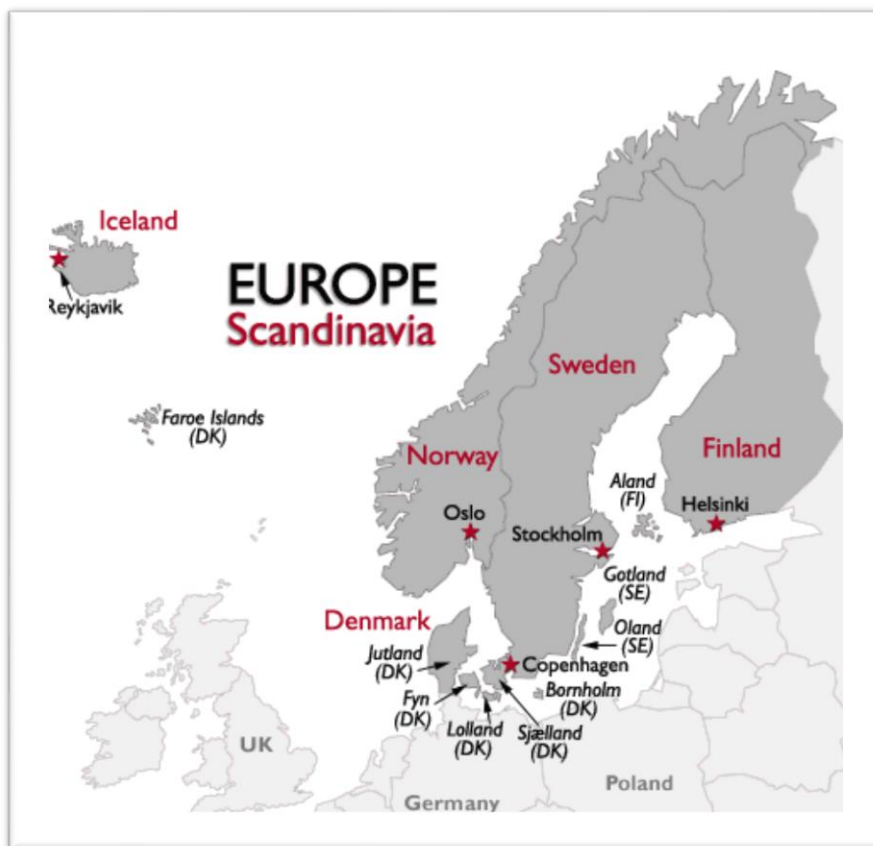 Iceland
Reykjavik
EUROPE
Scandinavia
Sweden
Faroe Islands
(DK)
Norway
Finland
Aland
(FI)
Helsinki
Oslo
Stockholm
Gotland
(SE)
Denmark
Oland
(SE)
Jutland
(DK)
Copenhagen
Fyn
(DK)
Bornholm
(DK)
Lolland
(DK)
Sjælland
(DK)
UK
Poland
Germany